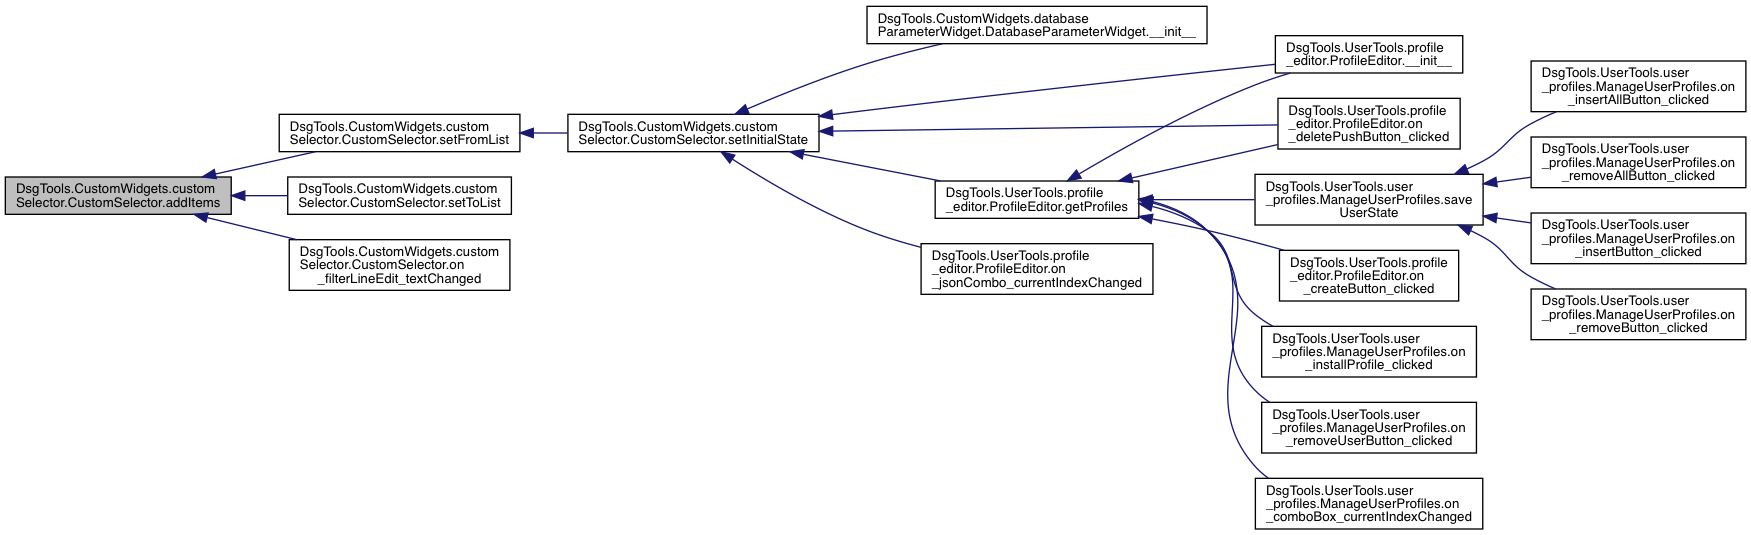 DsgTools.CustomWidgets.custom
Selector.CustomSelector.addItems
DsgTools.CustomWidgets.custom
Selector.CustomSelector.setFromList
DsgTools.CustomWidgets.custom
Selector.CustomSelector.setToList
DsgTools.CustomWidgets.custom
Selector.CustomSelector.on
_filterLineEdit_textChanged
DsgTools.CustomWidgets.custom
Selector.CustomSelector.setInitialState
DsgTools.CustomWidgets.database
ParameterWidget.DatabaseParameterWidget.__init__
DsgTools.UserTools.profile
_editor.ProfileEditor.getProfiles
DsgTools.UserTools.profile
_editor.ProfileEditor.on
_jsonCombo_currentIndexChanged
DsgTools.UserTools.profile
_editor.ProfileEditor.__init__
DsgTools.UserTools.profile
_editor.ProfileEditor.on
_deletePushButton_clicked
DsgTools.UserTools.user
_profiles.ManageUserProfiles.save
UserState
DsgTools.UserTools.profile
_editor.ProfileEditor.on
_createButton_clicked
DsgTools.UserTools.user
_profiles.ManageUserProfiles.on
_installProfile_clicked
DsgTools.UserTools.user
_profiles.ManageUserProfiles.on
_removeUserButton_clicked
DsgTools.UserTools.user
_profiles.ManageUserProfiles.on
_comboBox_currentIndexChanged
DsgTools.UserTools.user
_profiles.ManageUserProfiles.on
_insertAllButton_clicked
DsgTools.UserTools.user
_profiles.ManageUserProfiles.on
_removeAllButton_clicked
DsgTools.UserTools.user
_profiles.ManageUserProfiles.on
_insertButton_clicked
DsgTools.UserTools.user
_profiles.ManageUserProfiles.on
_removeButton_clicked